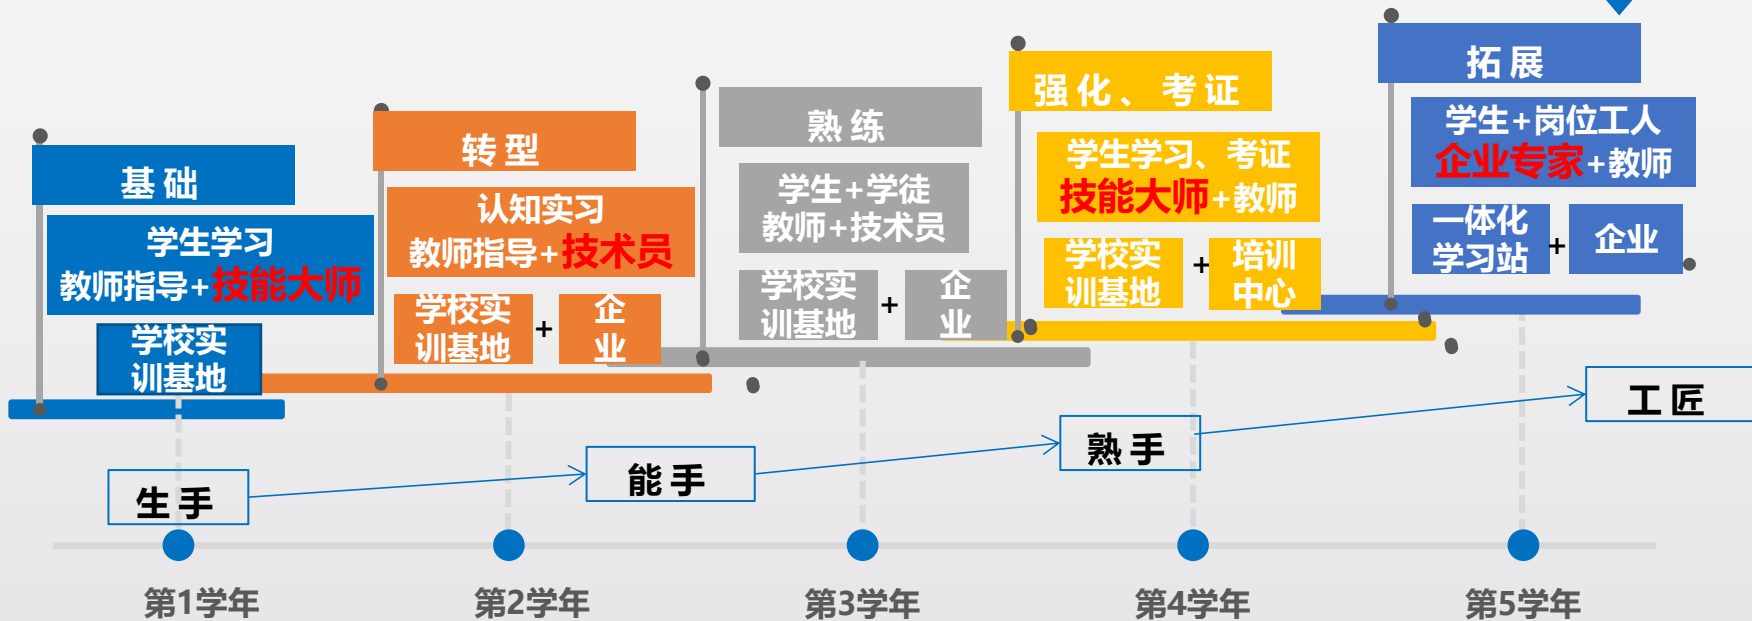 基础
学生学习
教师指导+技能大师
学校实
训基地
转型
认知实习
教师指导+技术员
学校实
训基地
+
企
业
熟练
学生+学徒
教师+技术员
学校实
训基地
+
企
业
强化、考证
学生学习、考证
技能大师+教师
学校实
训基地
+
培训
中心
拓展
学生+岗位工人
企业专家+教师
一体化
学习站
+
企业
生手
能手
熟手
工匠
第1学年
第2学年
第3学年
第4学年
第5学年